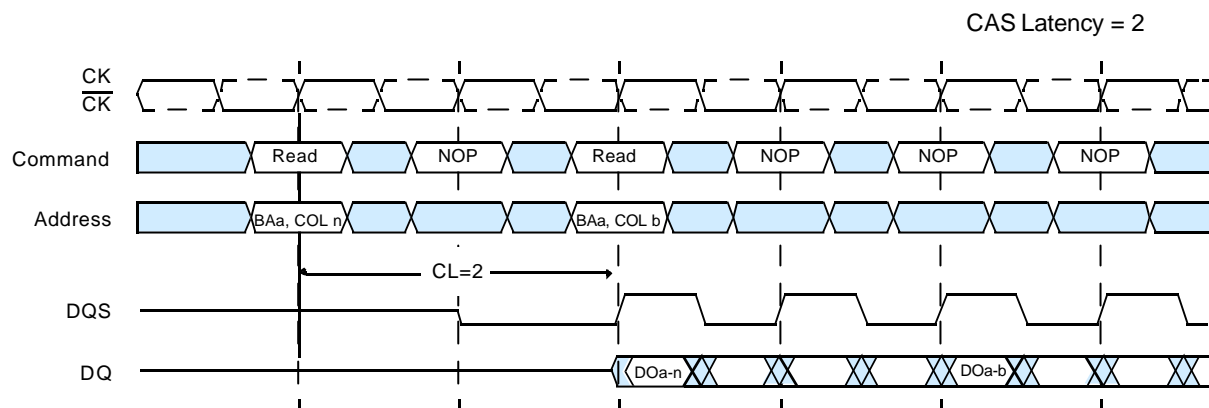 CAS Latency = 2
CK
CK
Command Read NOP Read NOP NOP NOP
Address BAa, COL n BAa, COL b
CL=2
DQS
DQ DOa-n DOa-b